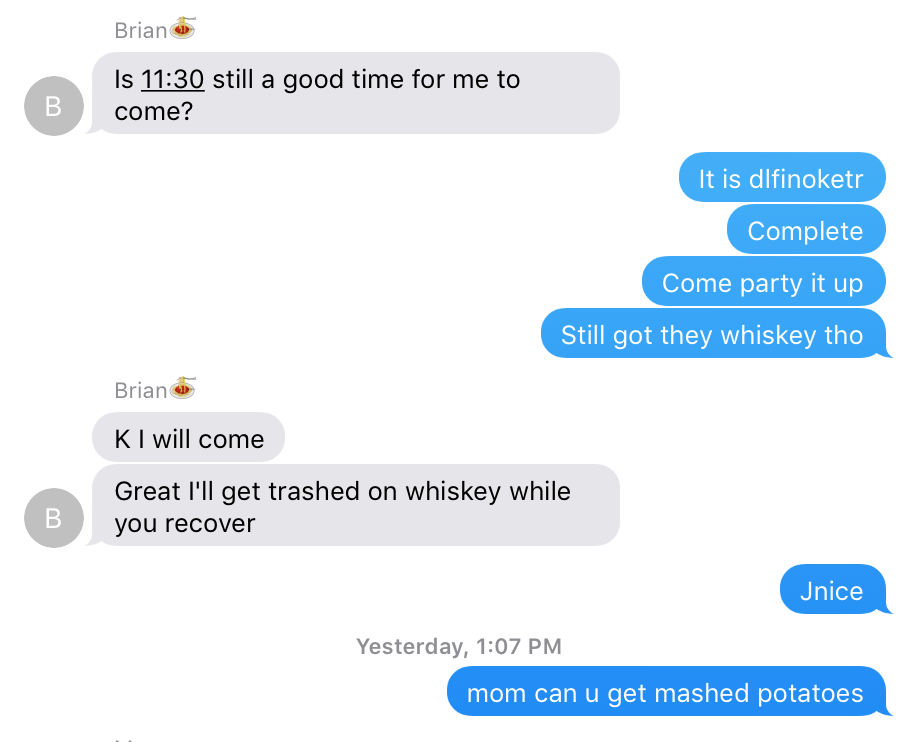 Brian🍝
Is 11:30 still a good time for me to
come?
B
It is dlfinoketr
Complete
Come party it up
Still got they whiskey tho
Brian🍝
K I will come
Great I'll get trashed on whiskey while
you recover
B
Jnice
Yesterday, 1:07 PM
mom can u get mashed potatoes